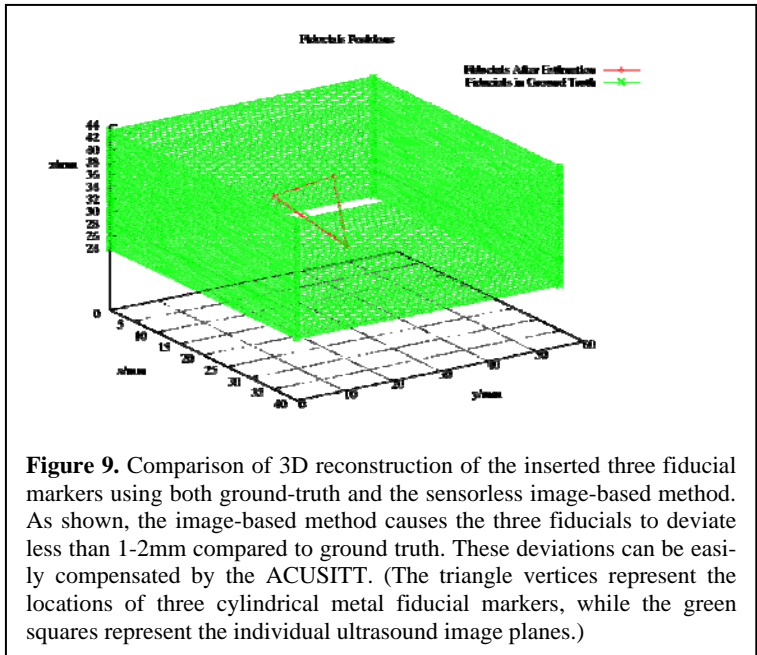 Fiducials Positions
Fiducials After Estimation
Fiducials in Ground Truth
44
42
40
38
36
34
32
30
28
26
24
z/mm
0
5
10
15
20
25
30
35
40
x/mm
0
10
20
30
40
50
60
y/mm
Figure 9. Comparison of 3D reconstruction of the inserted three fiducial
markers using both ground-truth and the sensorless image-based method.
As shown, the image-based method causes the three fiducials to deviate
less than 1-2mm compared to ground truth. These deviations can be easi-
ly compensated by the ACUSITT. (The triangle vertices represent the
locations of three cylindrical metal fiducial markers, while the green
squares represent the individual ultrasound image planes.)